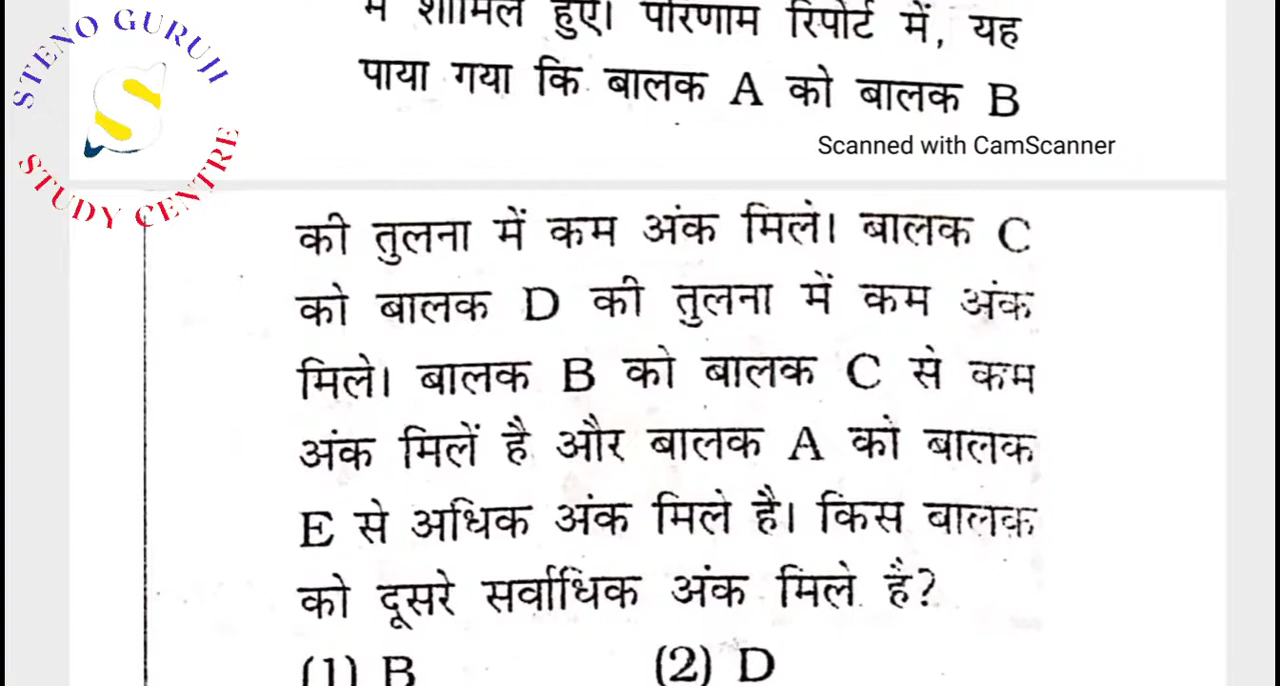 STENO GURUJI
STUDY CENTRE
S
में शामिल हुए। परिणाम रिपोर्ट में, यह
पाया गया कि बालक A को बालक B
Scanned with CamScanner
की तुलना में कम अंक मिले। बालक C
को बालक D की तुलना में कम अंक
मिले। बालक B को बालक C से कम
अंक मिलें है और बालक A को बालक
E से अधिक अंक मिले है। किस बालक
को दूसरे सर्वाधिक अंक मिले है?
(1) B (2) D